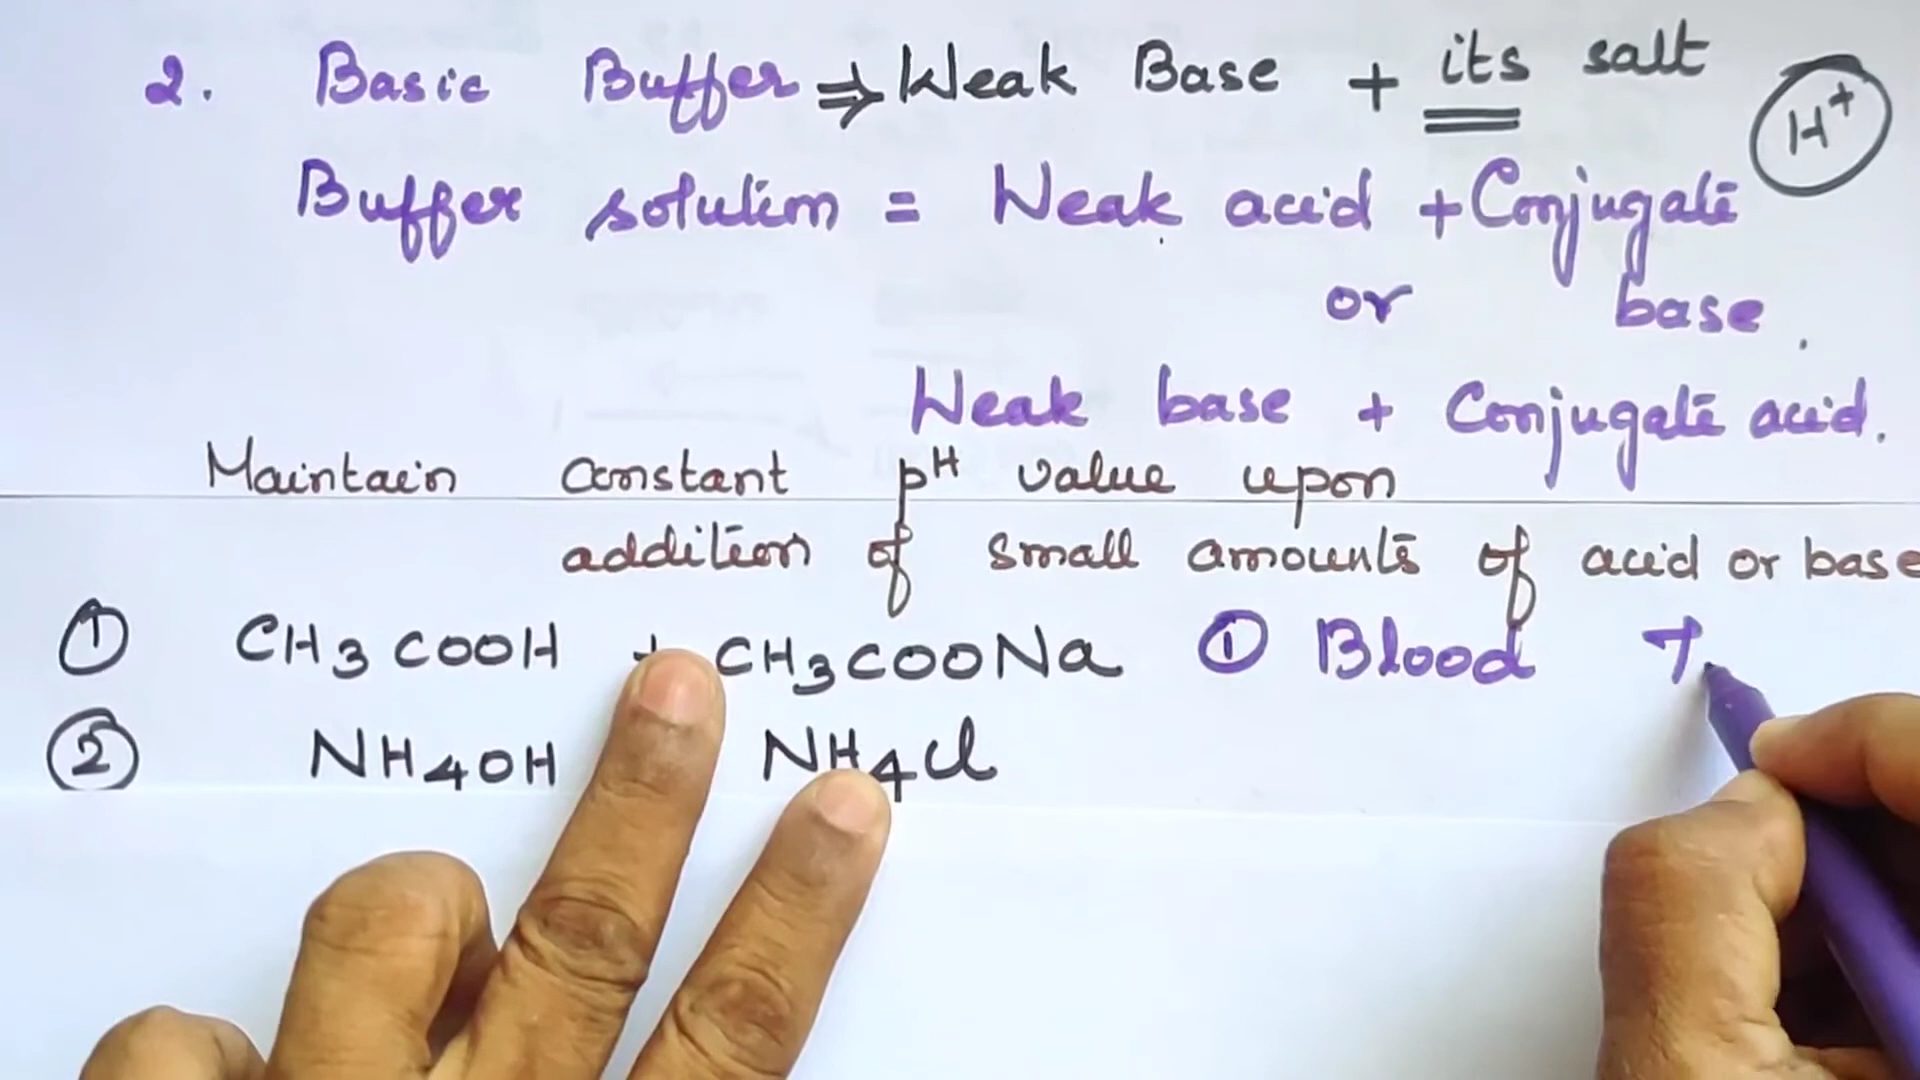 2. Basic Buffer ⇒ Weak Base + its salt
H+
Buffer solution = Weak acid + Conjugate
or base.
Weak base + Conjugate acid.
Maintain constant pH value upon
addition of small amounts of acid or base
① CH3COOH + CH3COONa ① Blood 7
② NH4OH NH4Cl